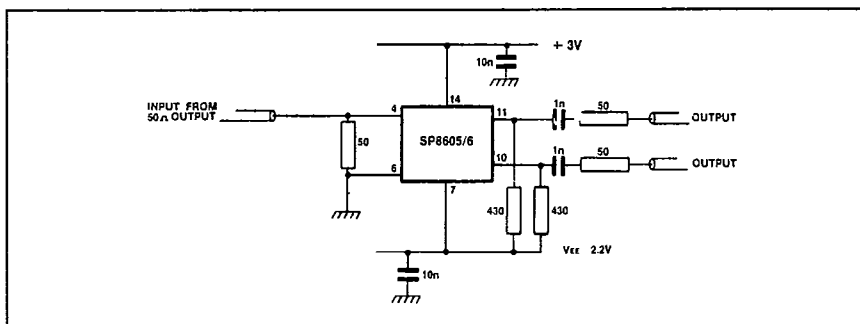 + 3V
10n
INPUT FROM
50Ω OUTPUT
4
14
11
1n
50
OUTPUT
50
SP8605/6
6
10
1n
50
OUTPUT
7
430
430
VEE 2.2V
10n